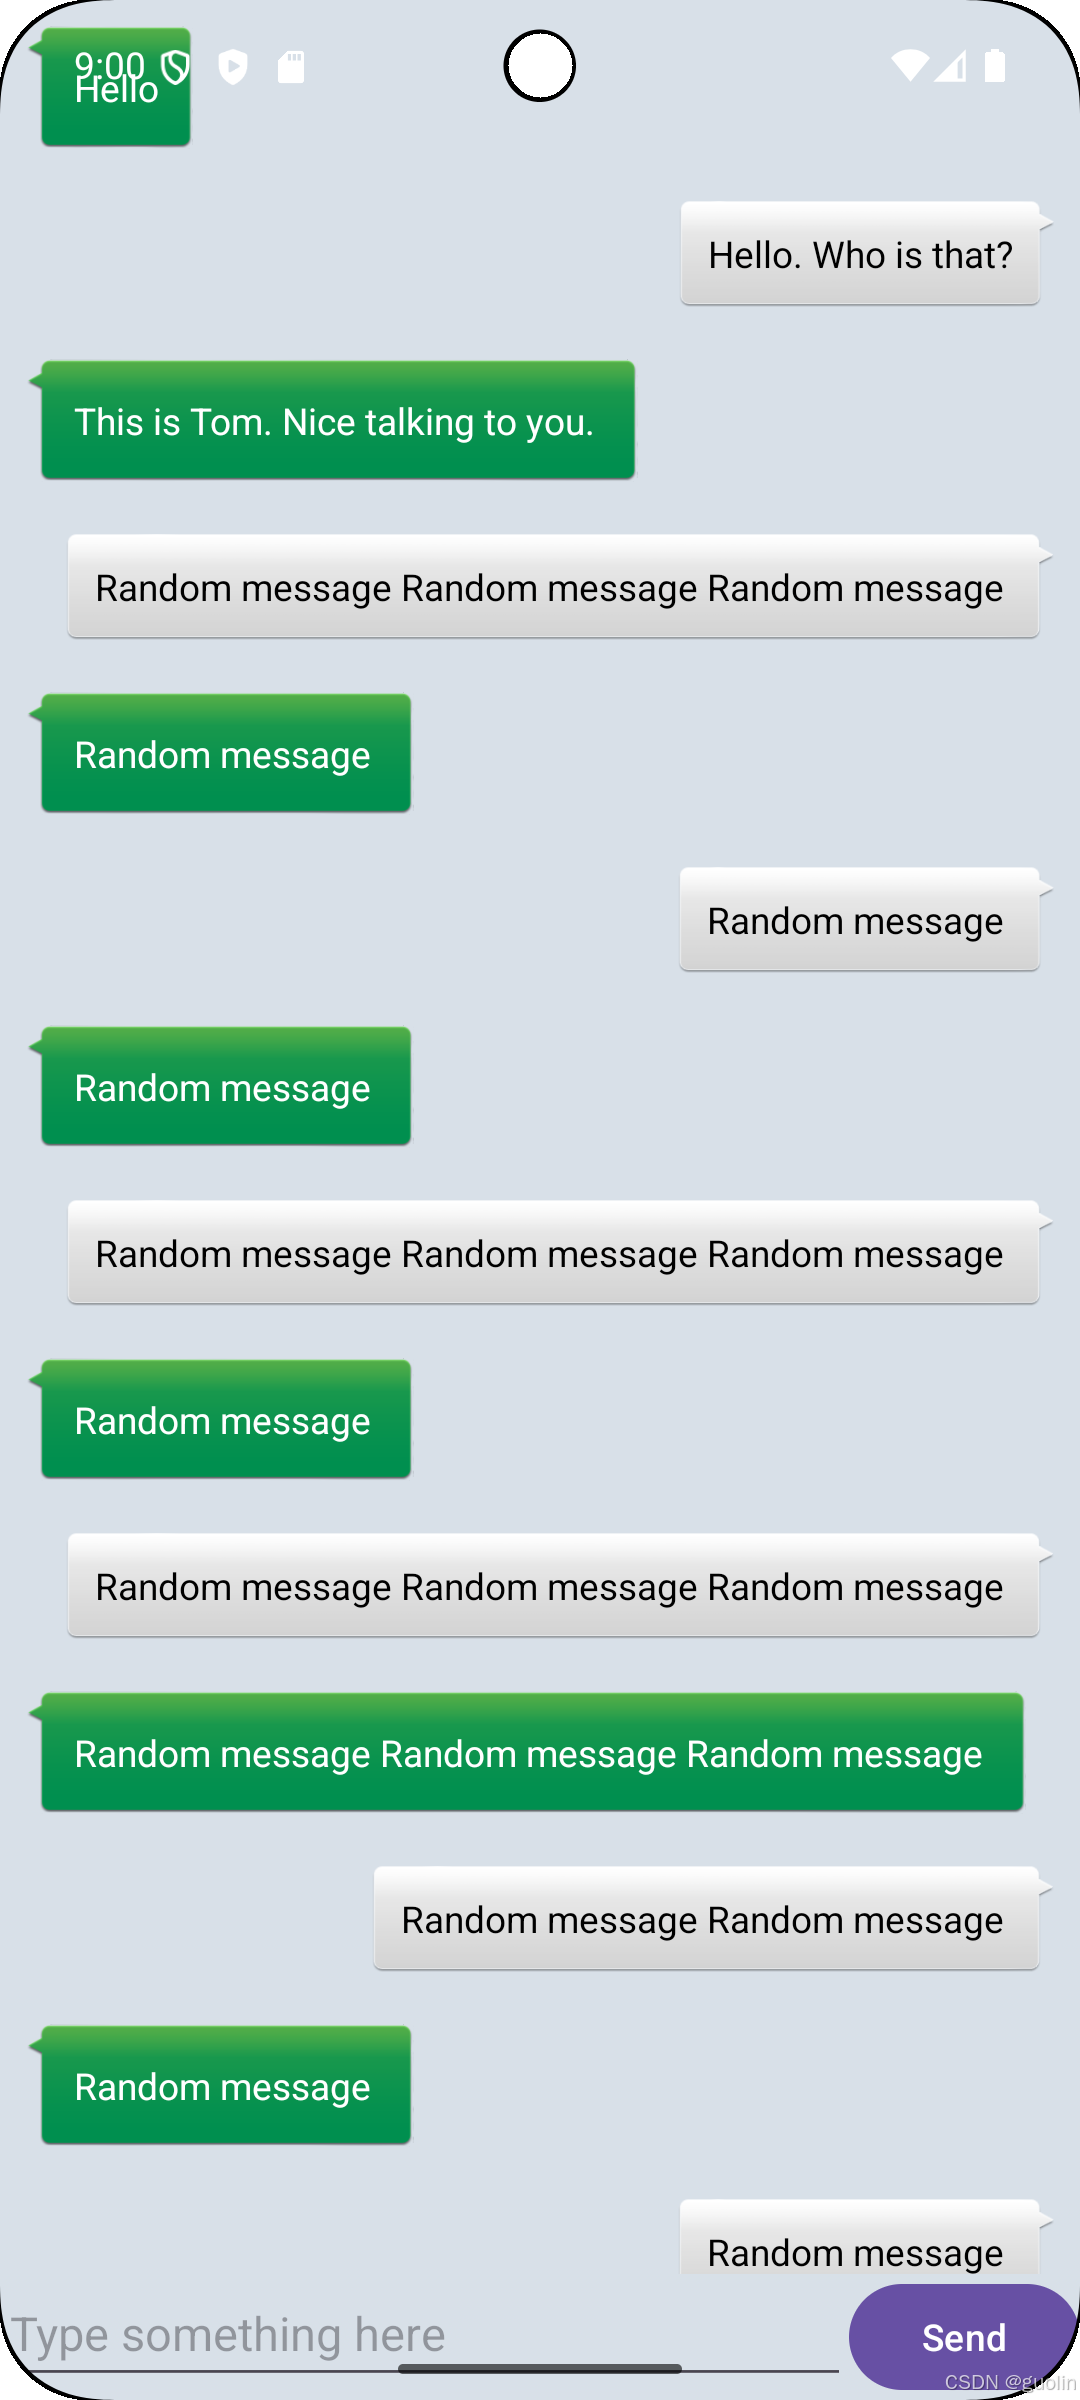 9:00
Hello
Hello. Who is that?
This is Tom. Nice talking to you.
Random message Random message Random message
Random message
Random message
Random message
Random message Random message Random message
Random message
Random message Random message Random message
Random message Random message Random message
Random message Random message
Random message
Random message
Type something here
Send
CSDN @guolin